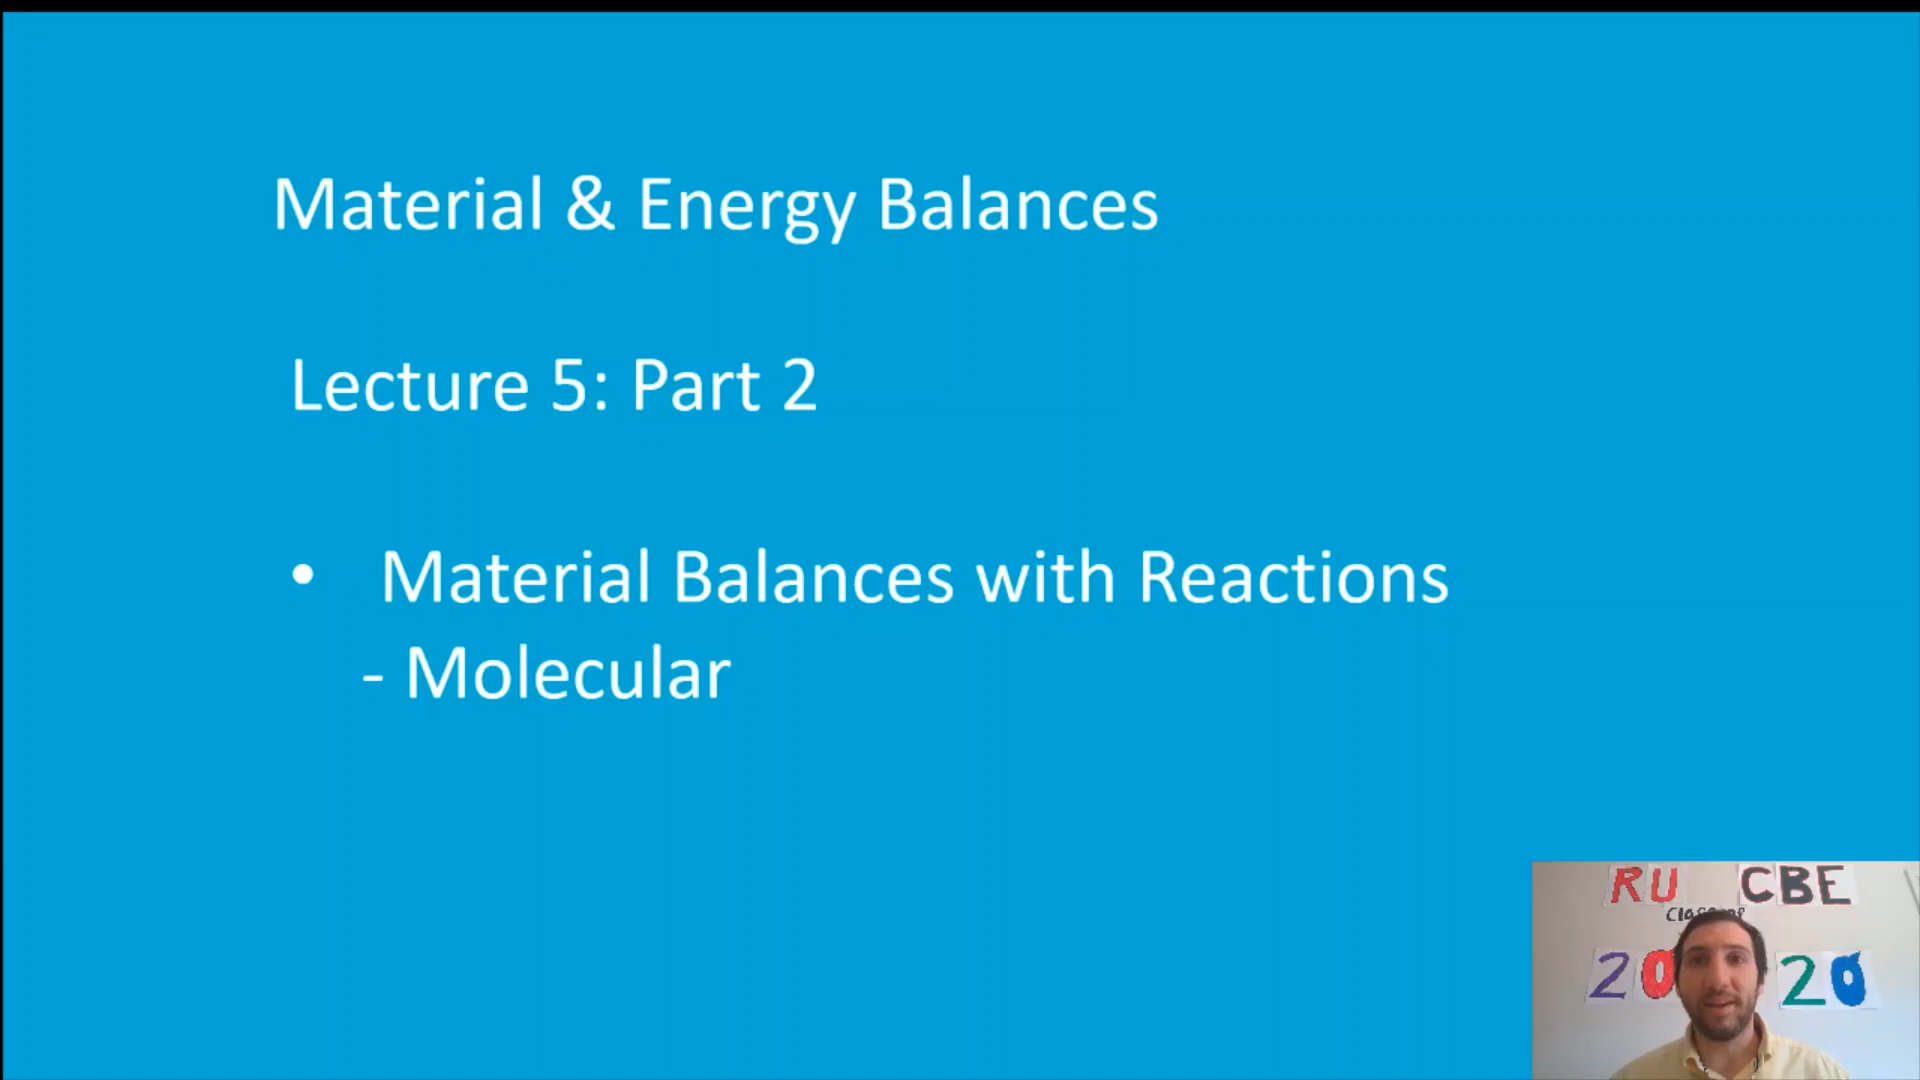 Material & Energy Balances
Lecture 5: Part 2
• Material Balances with Reactions
- Molecular
RU CBE
20 20